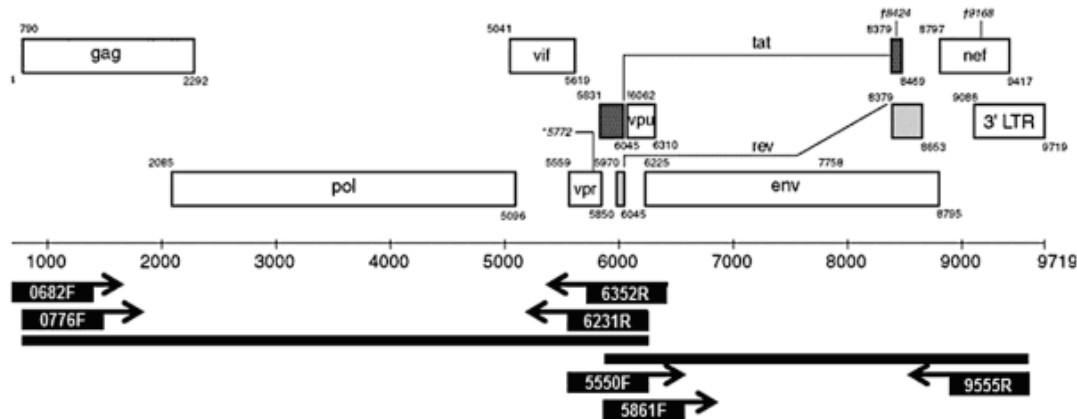 †8424 †9168
790 5041 8379 8797
gag vif tat nef
2292 5619 8469 9417
5831 !6062 8379 9086
vpu 3' LTR
*5772 6045 6310 rev 8653 9719
2085 5559 5970 6225 7758
pol vpr env
5096 5850 6045 8795
1000 2000 3000 4000 5000 6000 7000 8000 9000 9719
0682F 6352R
0776F 6231R
5550F 9555R
5861F